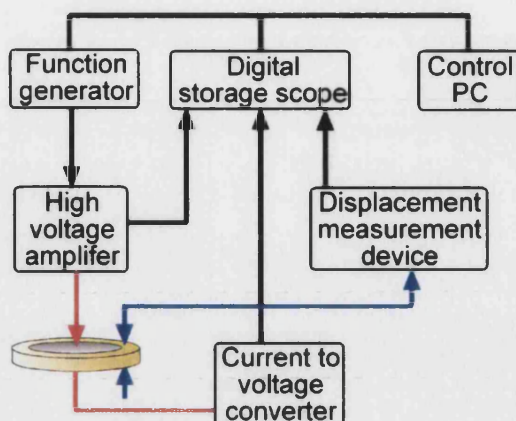 Function
generator
Digital
storage scope
Control
PC
High
voltage
amplifer
Displacement
measurement
device
Current to
voltage
converter